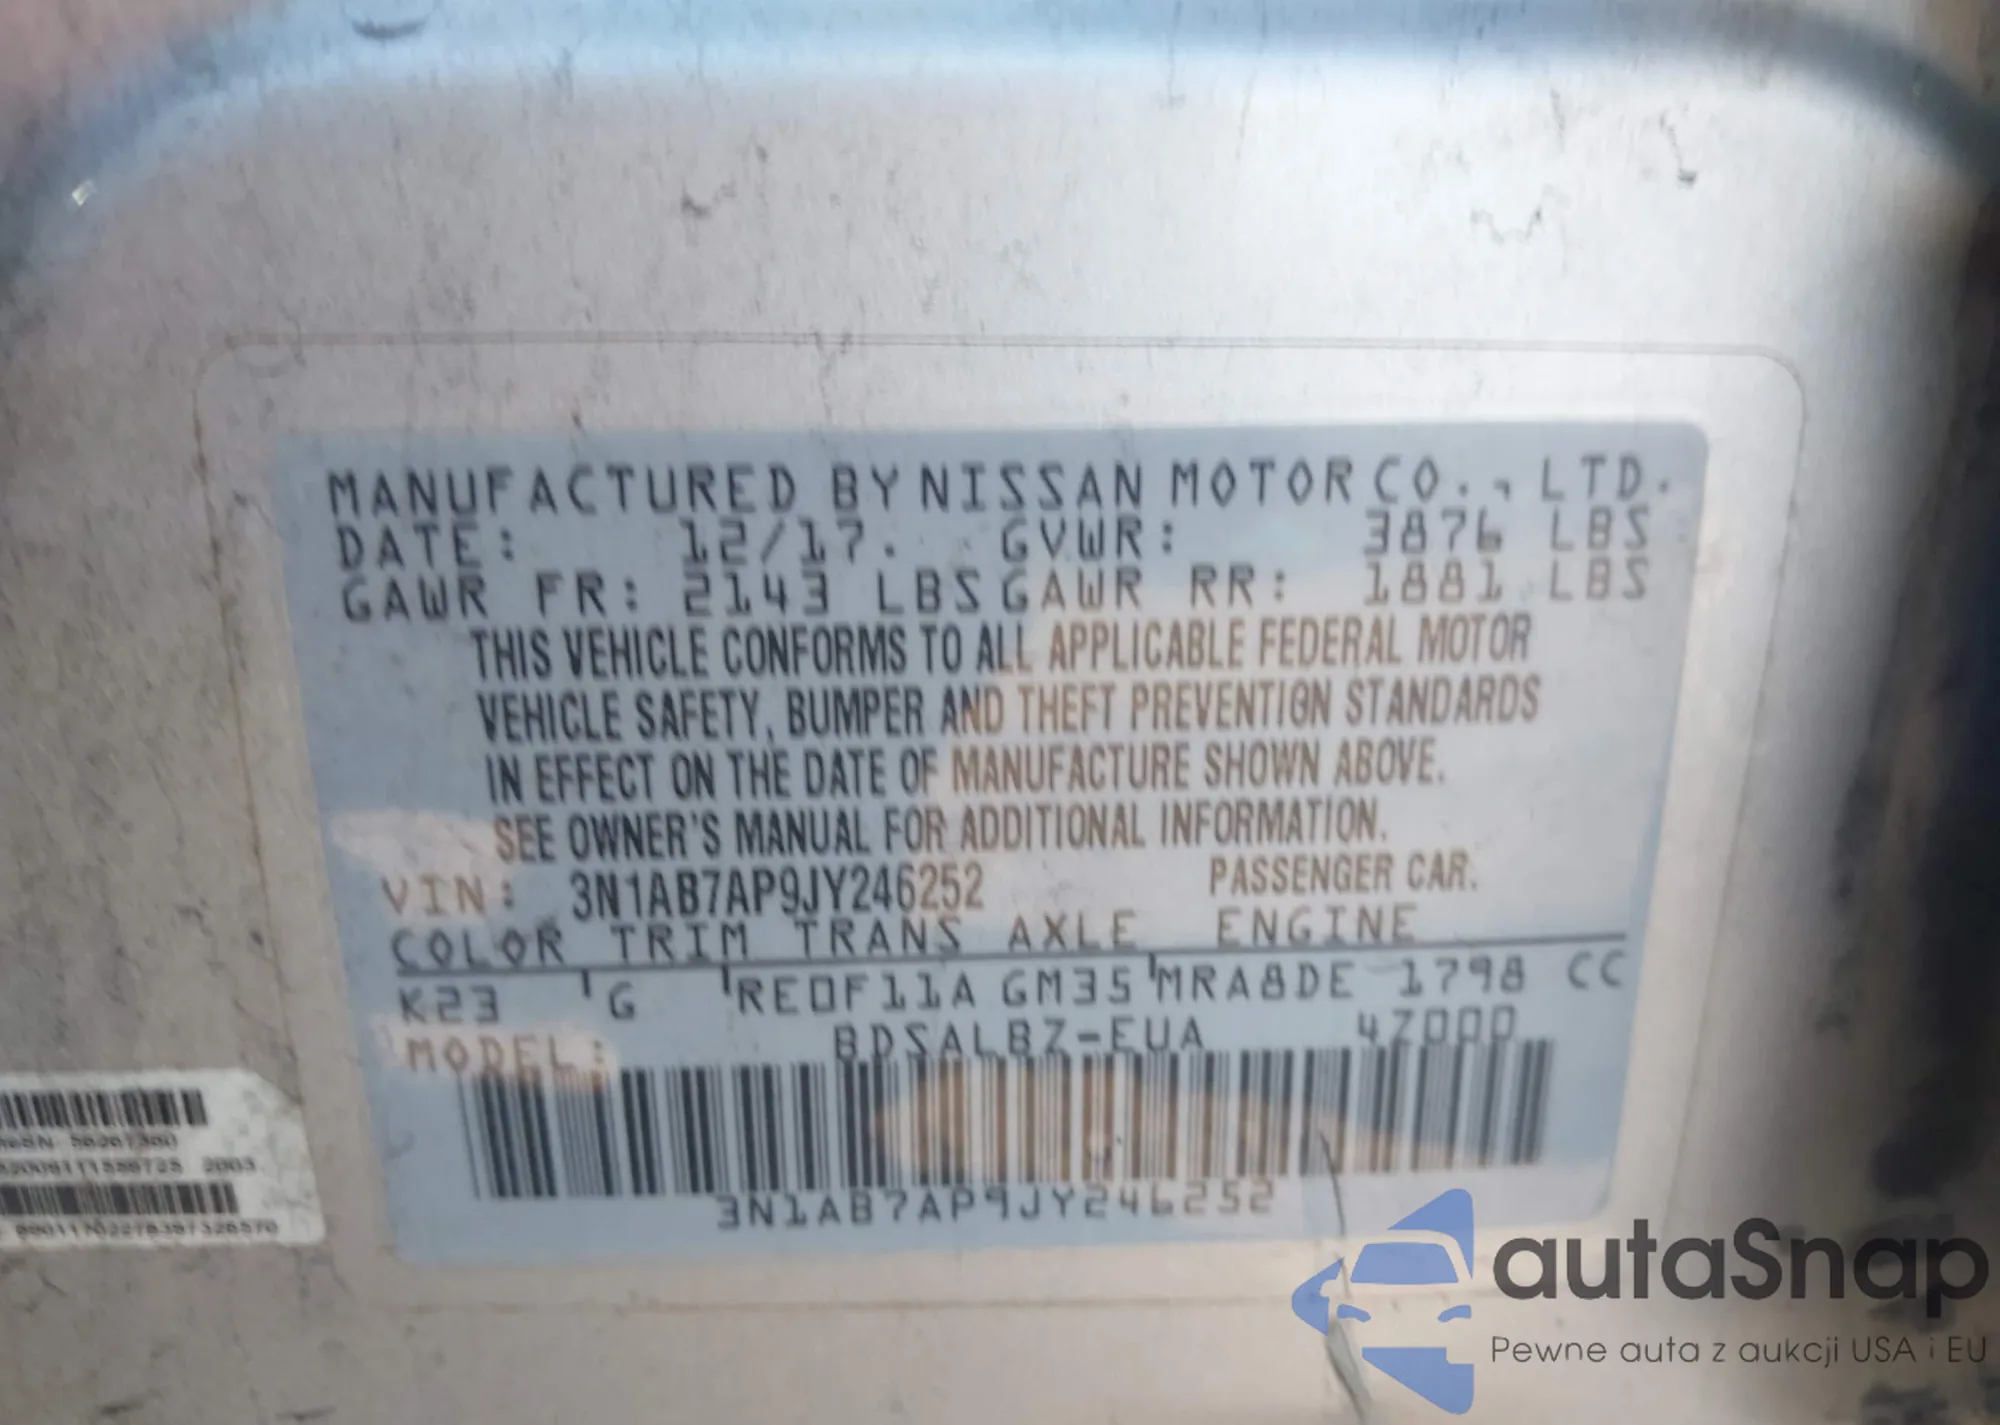 MANUFACTURED BY NISSAN MOTOR CO., LTD.
DATE: 12/17. GVWR: 3876 LBS
GAWR FR: 2143 LBS GAWR RR: 1881 LBS
THIS VEHICLE CONFORMS TO ALL APPLICABLE FEDERAL MOTOR
VEHICLE SAFETY, BUMPER AND THEFT PREVENTION STANDARDS
IN EFFECT ON THE DATE OF MANUFACTURE SHOWN ABOVE.
SEE OWNER'S MANUAL FOR ADDITIONAL INFORMATION.
VIN: 3N1AB7AP9JY246252 PASSENGER CAR.
COLOR TRIM TRANS AXLE ENGINE
K23 G RE0F11A GM35 MRA8DE 1798 CC
MODEL: BDSALBZ-EUA 4Z000
3N1AB7AP9JY246252
2003
autaSnap
Pewne auta z aukcji USA i EU